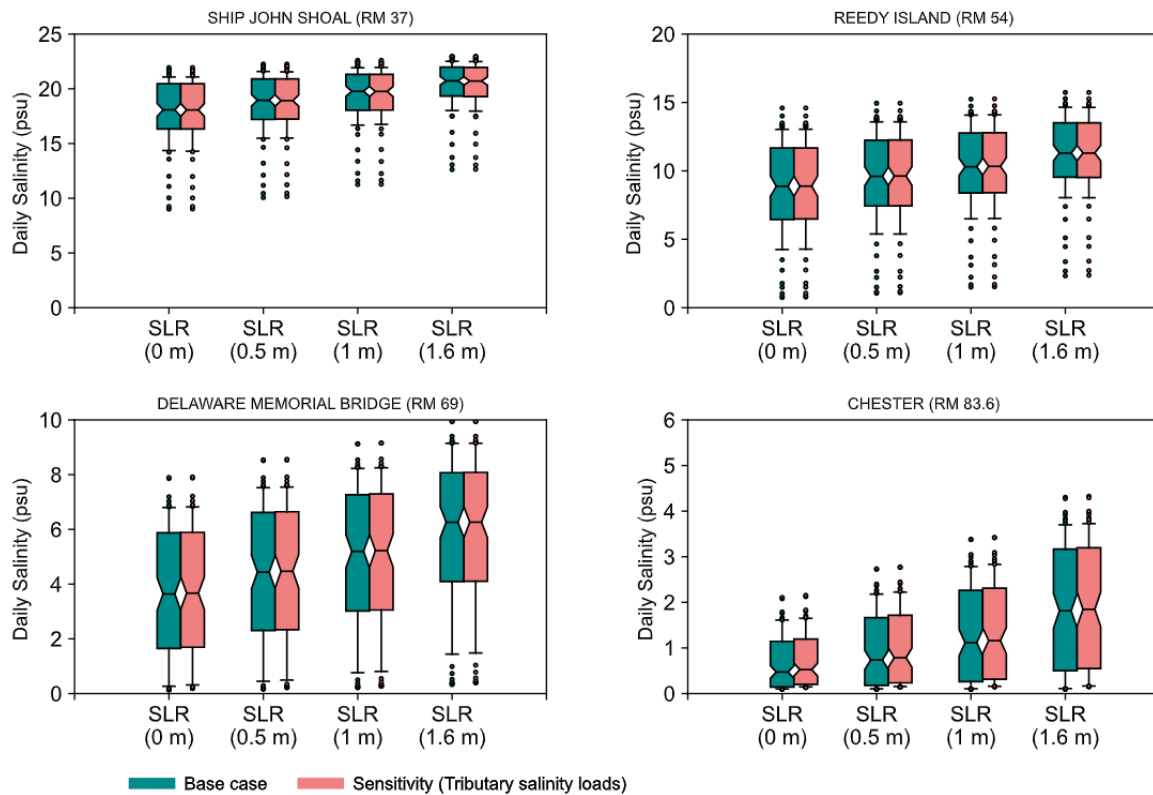 SHIP JOHN SHOAL (RM 37)
Daily Salinity (psu)
25
20
15
10
5
0
SLR (0 m)
SLR (0.5 m)
SLR (1 m)
SLR (1.6 m)
REEDY ISLAND (RM 54)
Daily Salinity (psu)
20
15
10
5
0
SLR (0 m)
SLR (0.5 m)
SLR (1 m)
SLR (1.6 m)
DELAWARE MEMORIAL BRIDGE (RM 69)
Daily Salinity (psu)
10
8
6
4
2
0
SLR (0 m)
SLR (0.5 m)
SLR (1 m)
SLR (1.6 m)
CHESTER (RM 83.6)
Daily Salinity (psu)
6
5
4
3
2
1
0
SLR (0 m)
SLR (0.5 m)
SLR (1 m)
SLR (1.6 m)
Base case
Sensitivity (Tributary salinity loads)